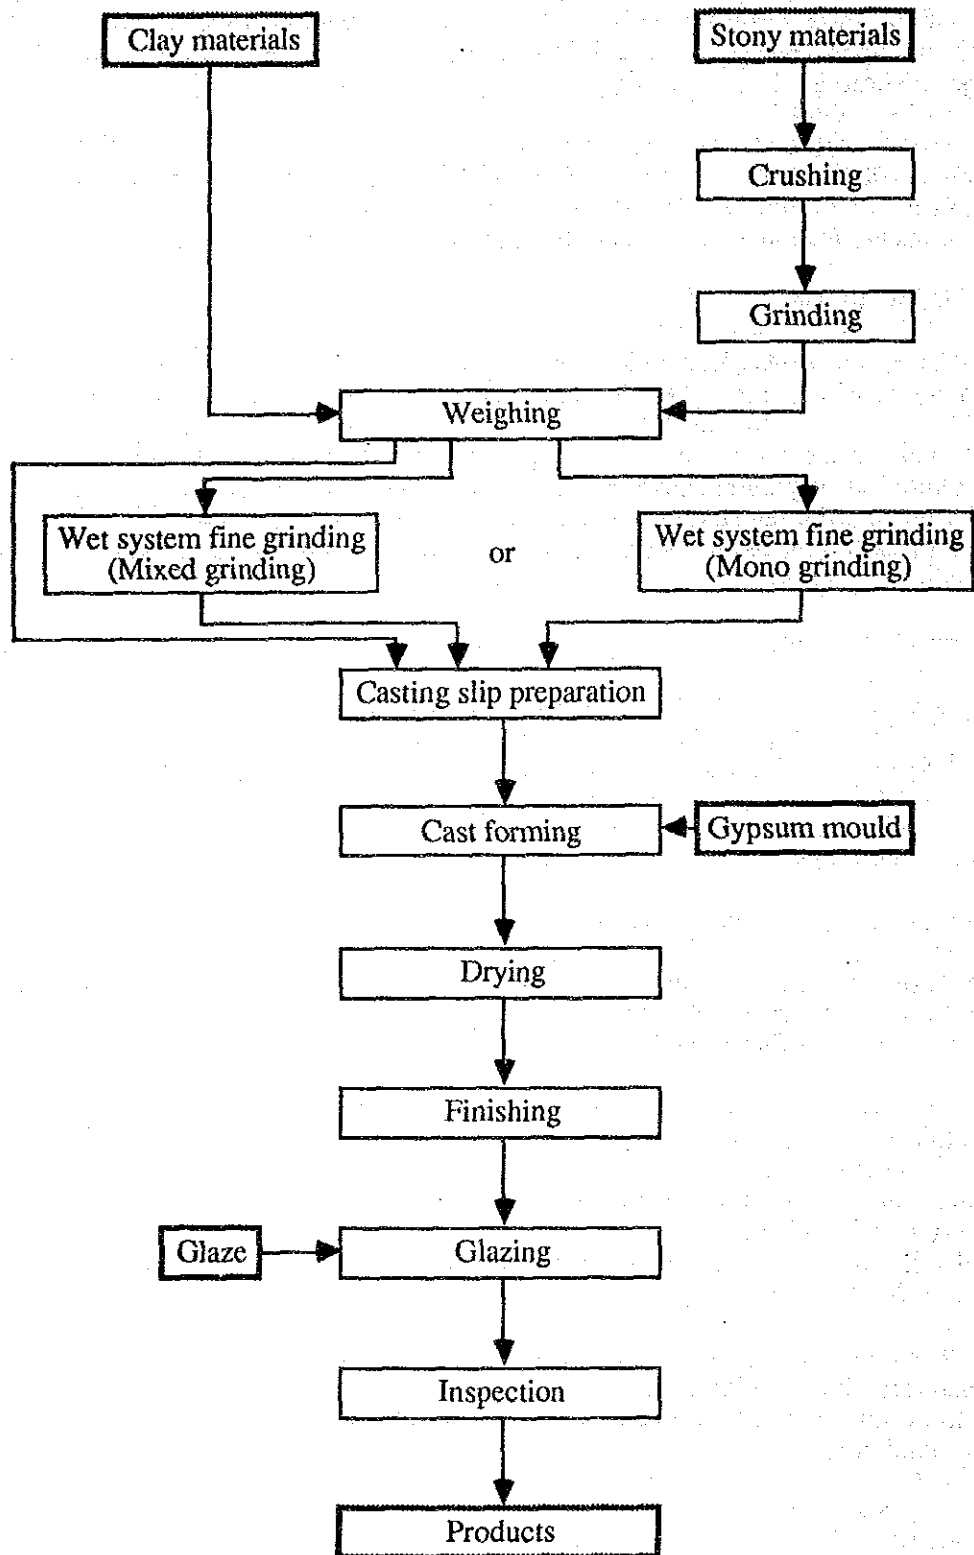 Clay materials
Stony materials
Crushing
Grinding
Weighing
Wet system fine grinding
(Mixed grinding)
or
Wet system fine grinding
(Mono grinding)
Casting slip preparation
Cast forming
Gypsum mould
Drying
Finishing
Glaze
Glazing
Inspection
Products